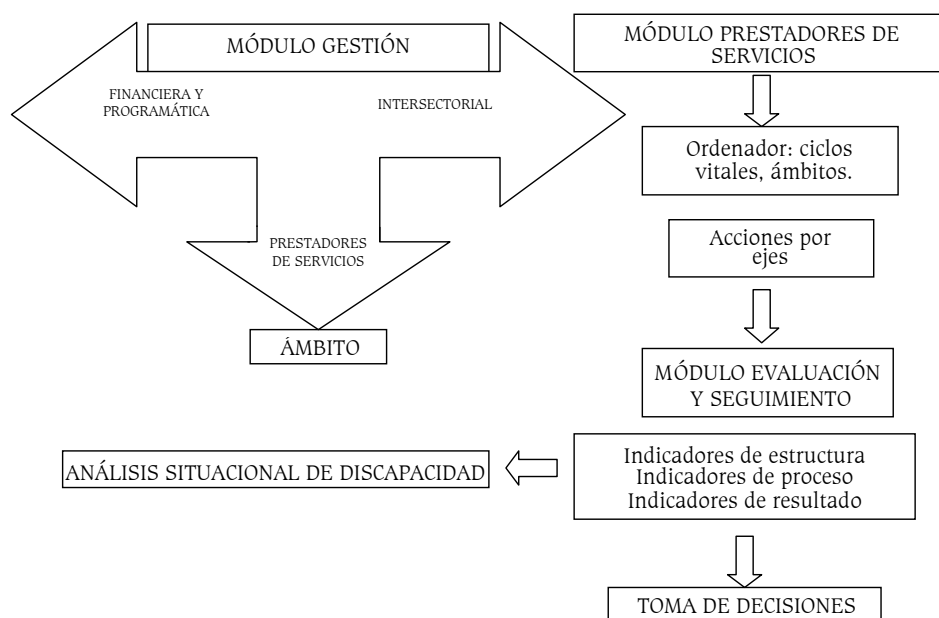 MÓDULO GESTIÓN
FINANCIERA Y
PROGRAMÁTICA
INTERSECTORIAL
PRESTADORES
DE SERVICIOS
ÁMBITO
MÓDULO PRESTADORES DE
SERVICIOS
Ordenador: ciclos
vitales, ámbitos.
Acciones por
ejes
MÓDULO EVALUACIÓN
Y SEGUIMIENTO
Indicadores de estructura
Indicadores de proceso
Indicadores de resultado
ANÁLISIS SITUACIONAL DE DISCAPACIDAD
TOMA DE DECISIONES